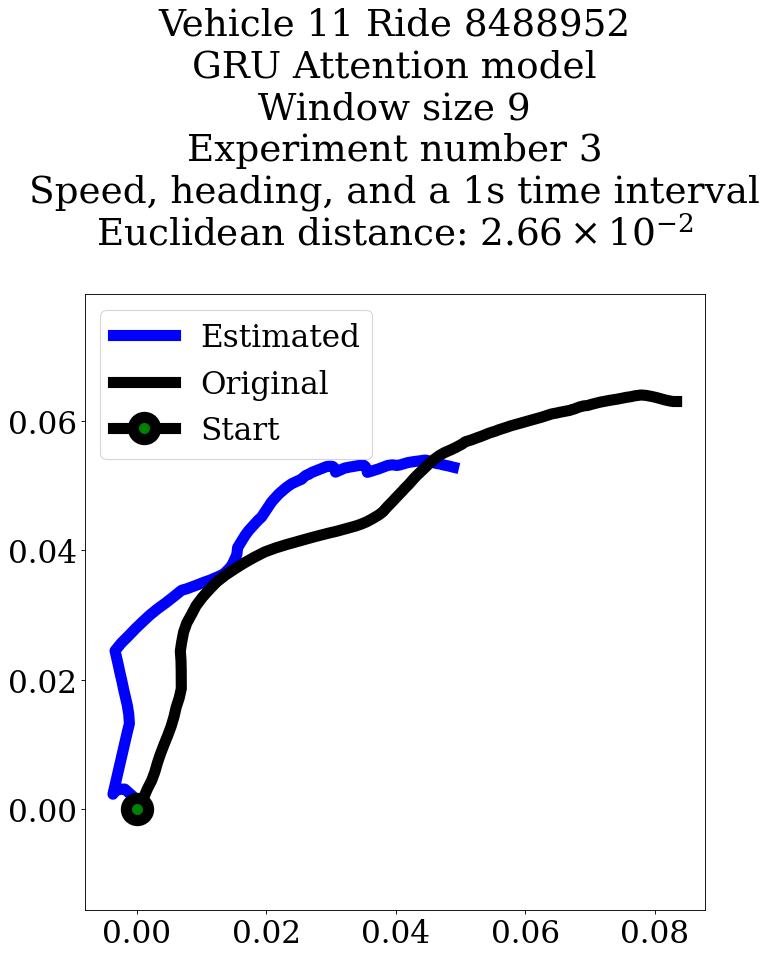 Vehicle 11 Ride 8488952
GRU Attention model
Window size 9
Experiment number 3
Speed, heading, and a 1s time interval
Euclidean distance: 2.66 × 10⁻²
Estimated
Original
Start
0.06
0.04
0.02
0.00
0.00 0.02 0.04 0.06 0.08